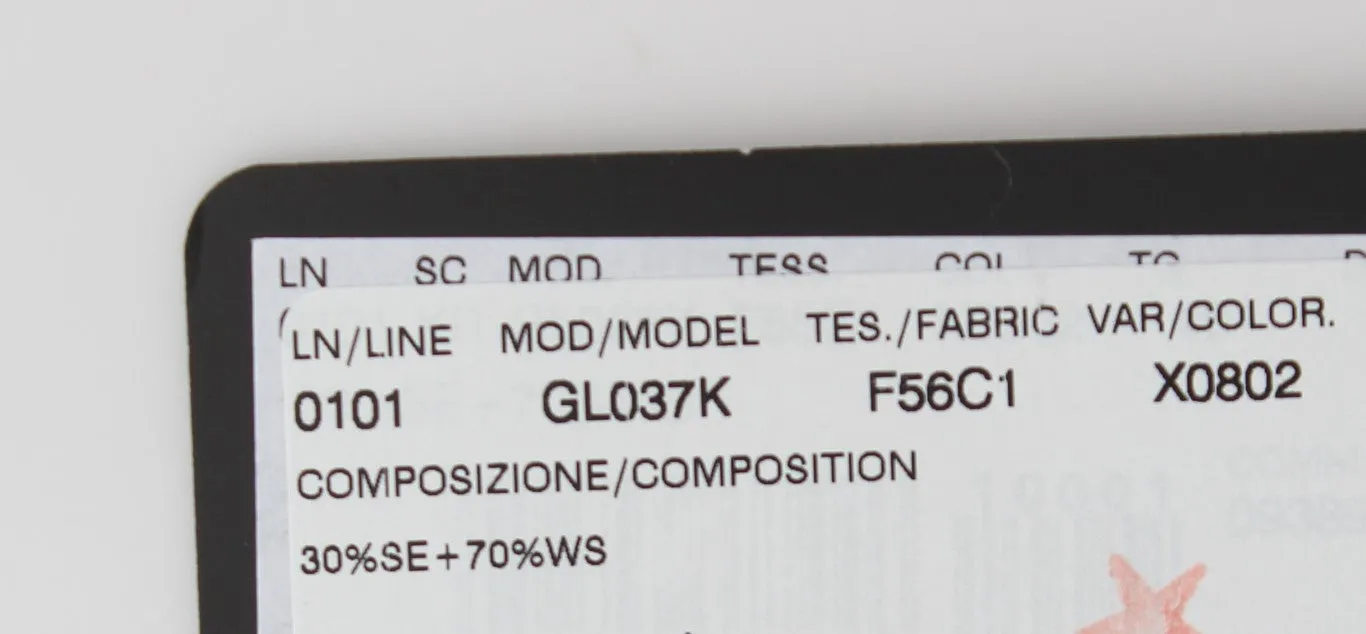 LN SC MOD TESS COL
LN/LINE MOD/MODEL TES./FABRIC VAR/COLOR.
0101 GL037K F56C1 X0802
COMPOSIZIONE/COMPOSITION
30%SE+70%WS